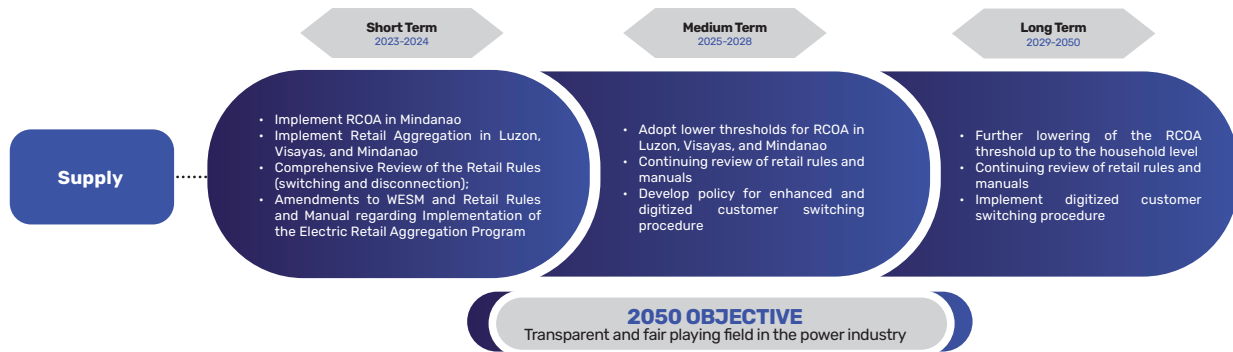 Short Term
2023-2024
Medium Term
2025-2028
Long Term
2029-2050
Supply
• Implement RCOA in Mindanao
• Implement Retail Aggregation in Luzon,
Visayas, and Mindanao
• Comprehensive Review of the Retail Rules
(switching and disconnection);
• Amendments to WESM and Retail Rules
and Manual regarding Implementation of
the Electric Retail Aggregation Program
• Adopt lower thresholds for RCOA in
Luzon, Visayas, and Mindanao
• Continuing review of retail rules and
manuals
• Develop policy for enhanced and
digitized customer switching
procedure
• Further lowering of the RCOA
threshold up to the household level
• Continuing review of retail rules and
manuals
• Implement digitized customer
switching procedure
2050 OBJECTIVE
Transparent and fair playing field in the power industry